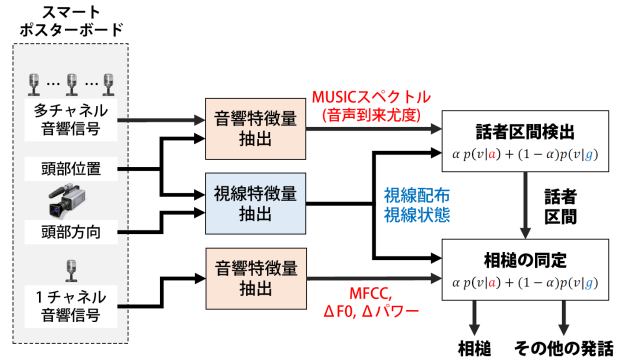 スマート
ポスターボード
… …
多チャネル
音響信号
頭部位置
頭部方向
1チャネル
音響信号
音響特徴量
抽出
視線特徴量
抽出
音響特徴量
抽出
MUSICスペクトル
(音声到来尤度)
視線配布
視線状態
MFCC,
ΔF0, Δパワー
話者区間検出
α p(v|a) + (1 − α)p(v|g)
話者
区間
相槌の同定
α p(v|a) + (1 − α)p(v|g)
相槌
その他の発話